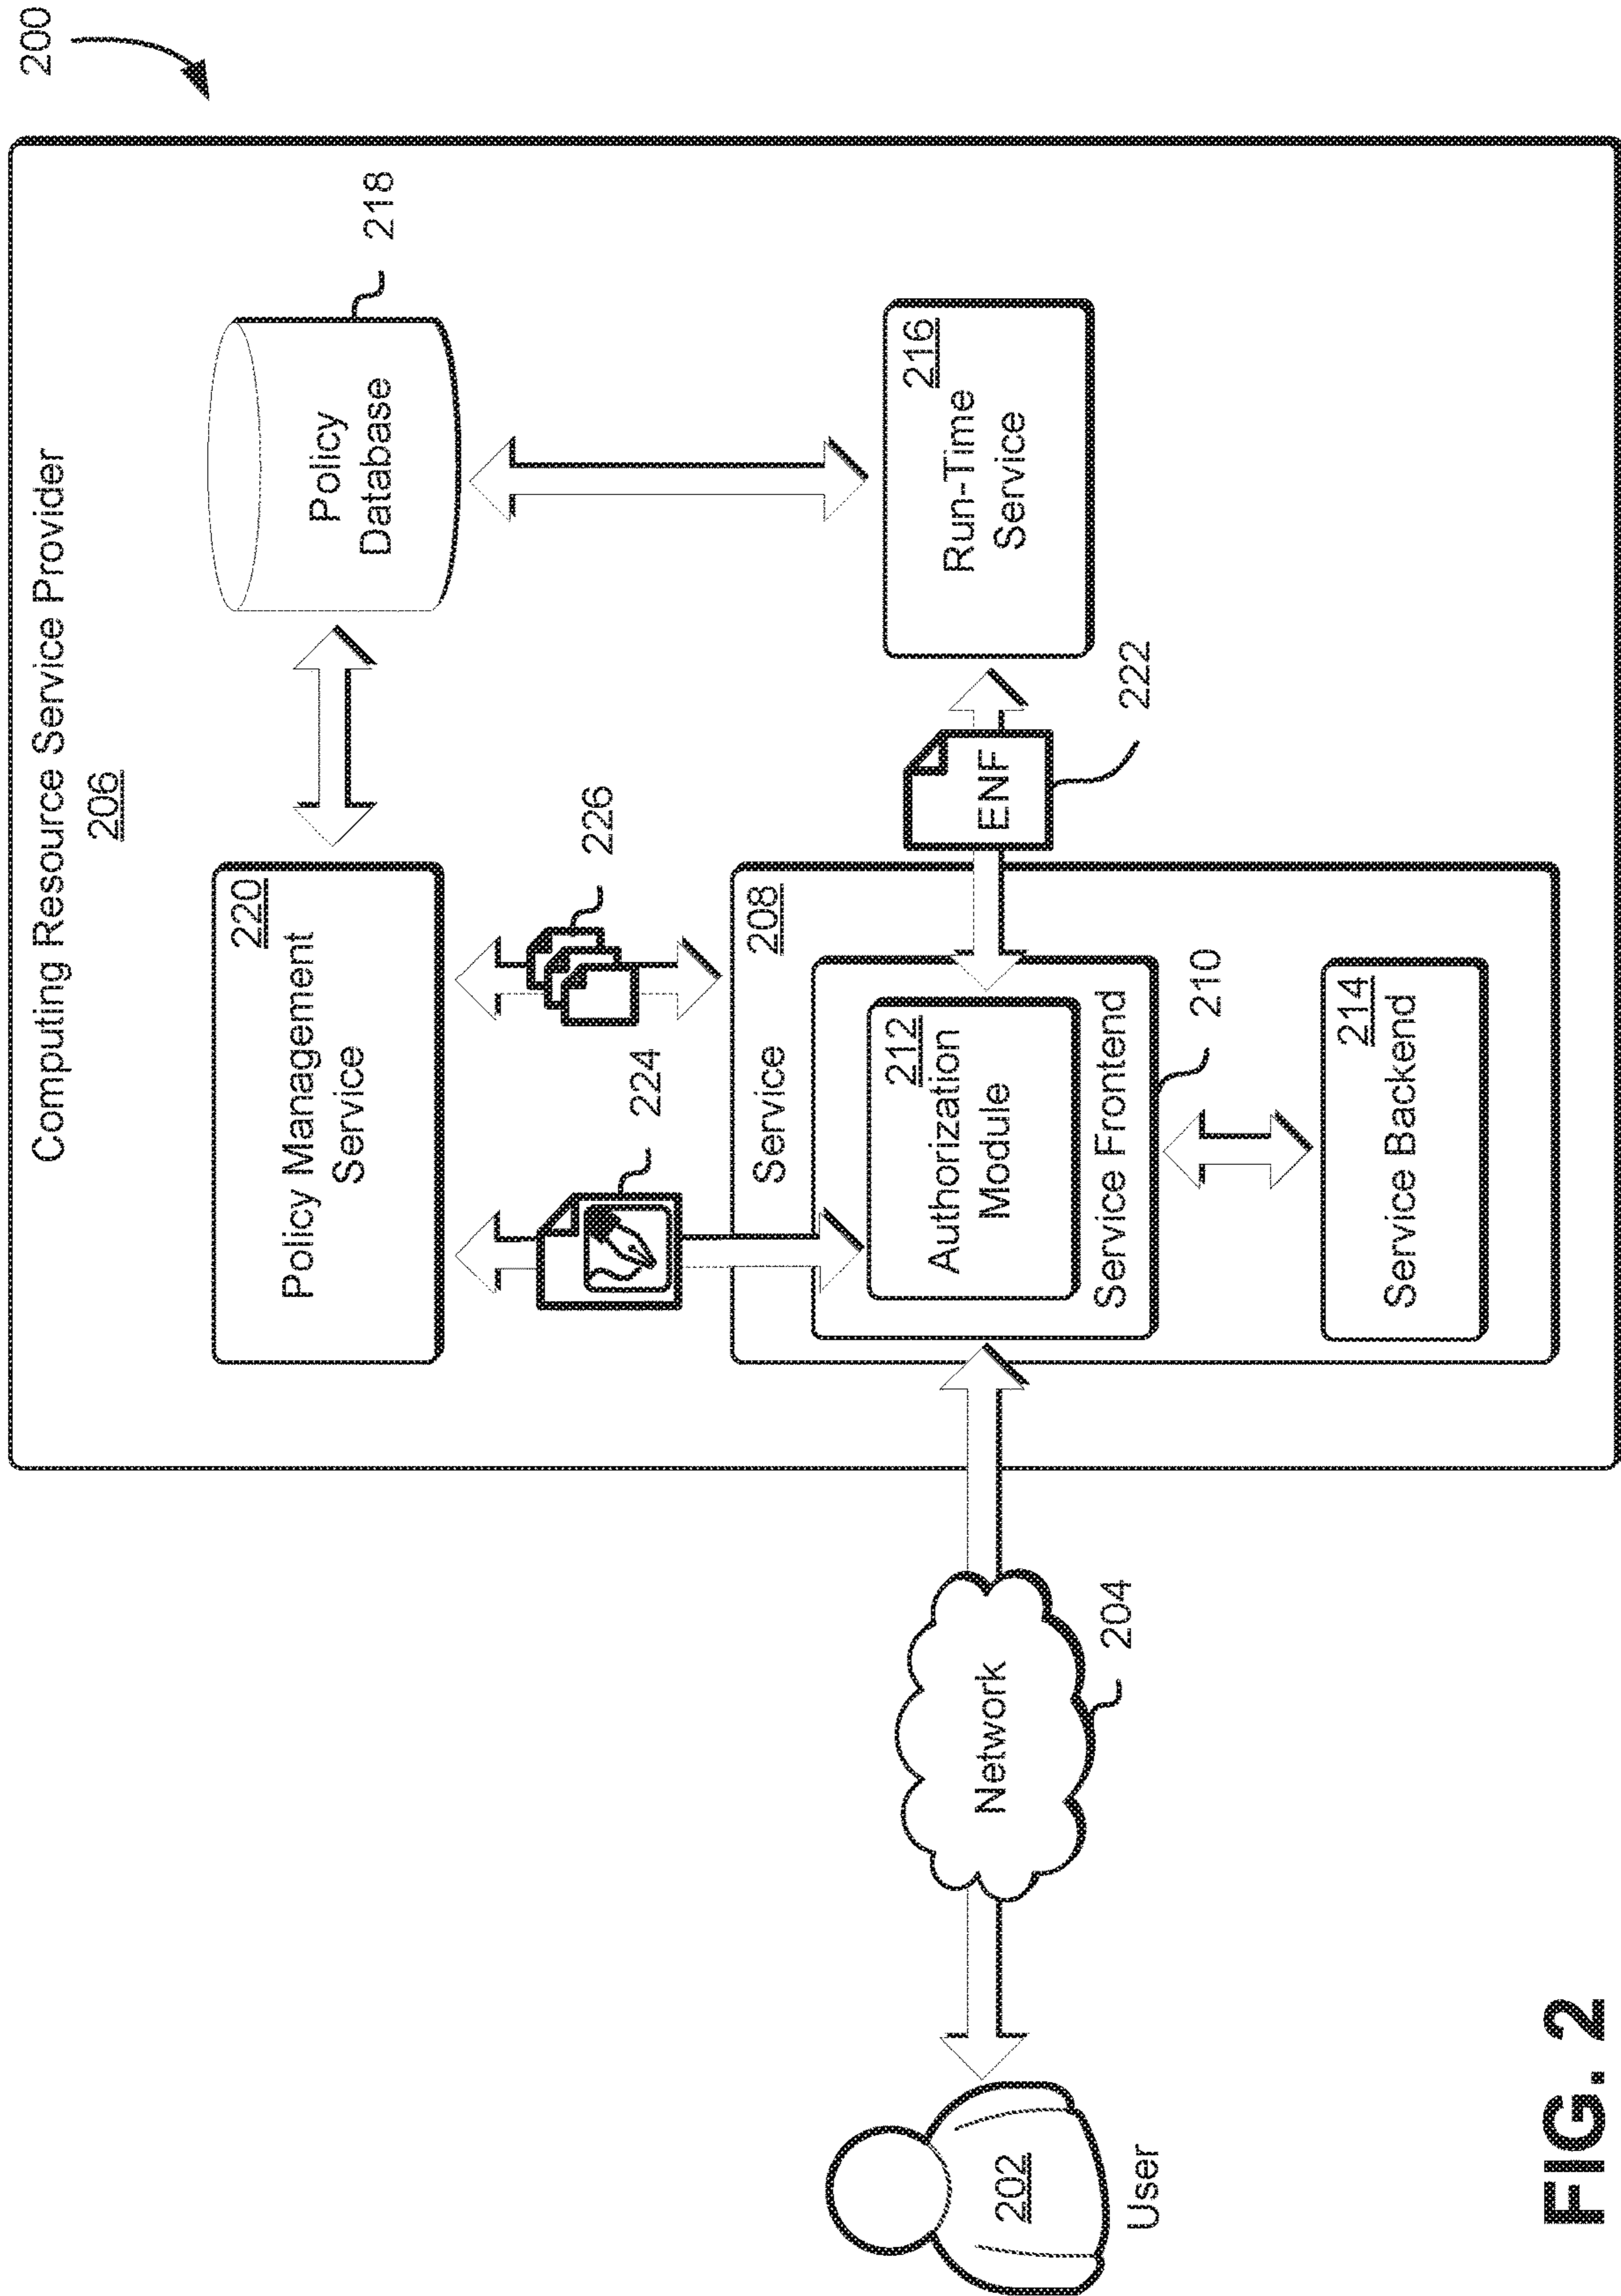 200
Computing Resource Service Provider
206
220
Policy Management
Service
Policy
Database
218
224
226
Service
208
212
Authorization
Module
Service Frontend
210
214
Service Backend
ENF
222
216
Run-Time
Service
Network
204
202
User
FIG. 2